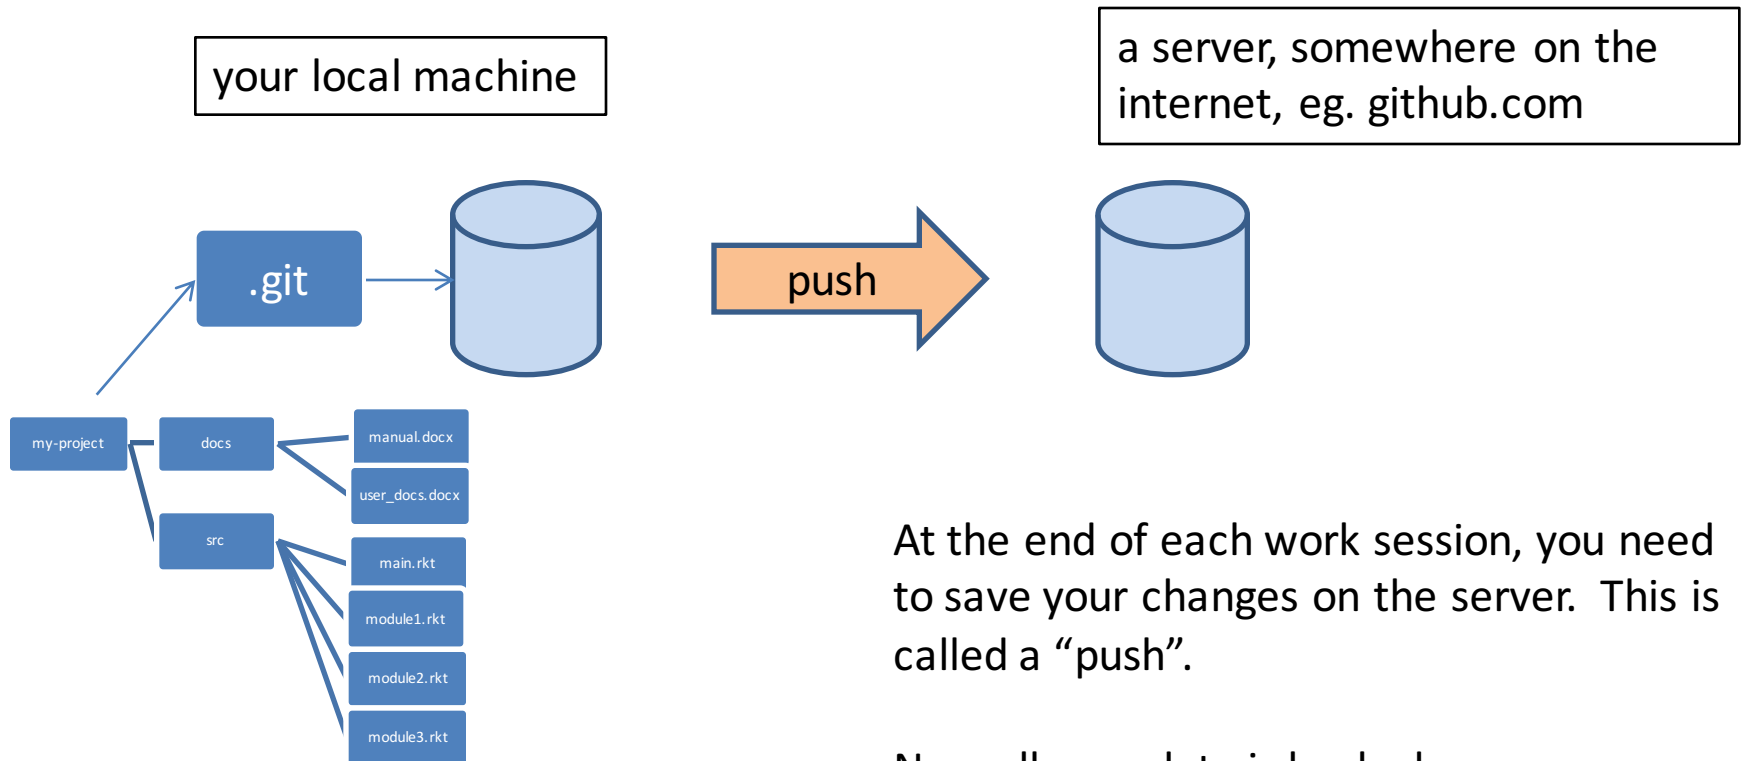 your local machine
a server, somewhere on the
internet, eg. github.com
.git
push
my-project
docs
manual.docx
user_docs.docx
src
main.rkt
module1.rkt
module2.rkt
module3.rkt
At the end of each work session, you need
to save your changes on the server.  This is
called a “push”.